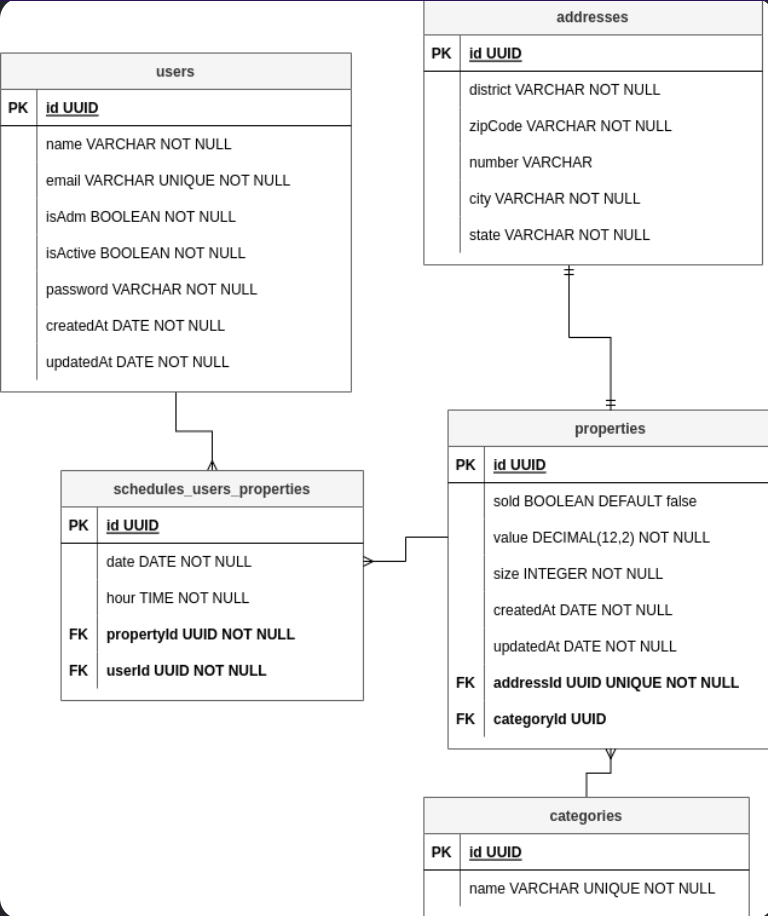 addresses
PK id UUID
district VARCHAR NOT NULL
zipCode VARCHAR NOT NULL
number VARCHAR
city VARCHAR NOT NULL
state VARCHAR NOT NULL
users
PK id UUID
name VARCHAR NOT NULL
email VARCHAR UNIQUE NOT NULL
isAdm BOOLEAN NOT NULL
isActive BOOLEAN NOT NULL
password VARCHAR NOT NULL
createdAt DATE NOT NULL
updatedAt DATE NOT NULL
properties
PK id UUID
sold BOOLEAN DEFAULT false
value DECIMAL(12,2) NOT NULL
size INTEGER NOT NULL
createdAt DATE NOT NULL
updatedAt DATE NOT NULL
FK addressId UUID UNIQUE NOT NULL
FK categoryId UUID
schedules_users_properties
PK id UUID
date DATE NOT NULL
hour TIME NOT NULL
FK propertyId UUID NOT NULL
FK userId UUID NOT NULL
categories
PK id UUID
name VARCHAR UNIQUE NOT NULL